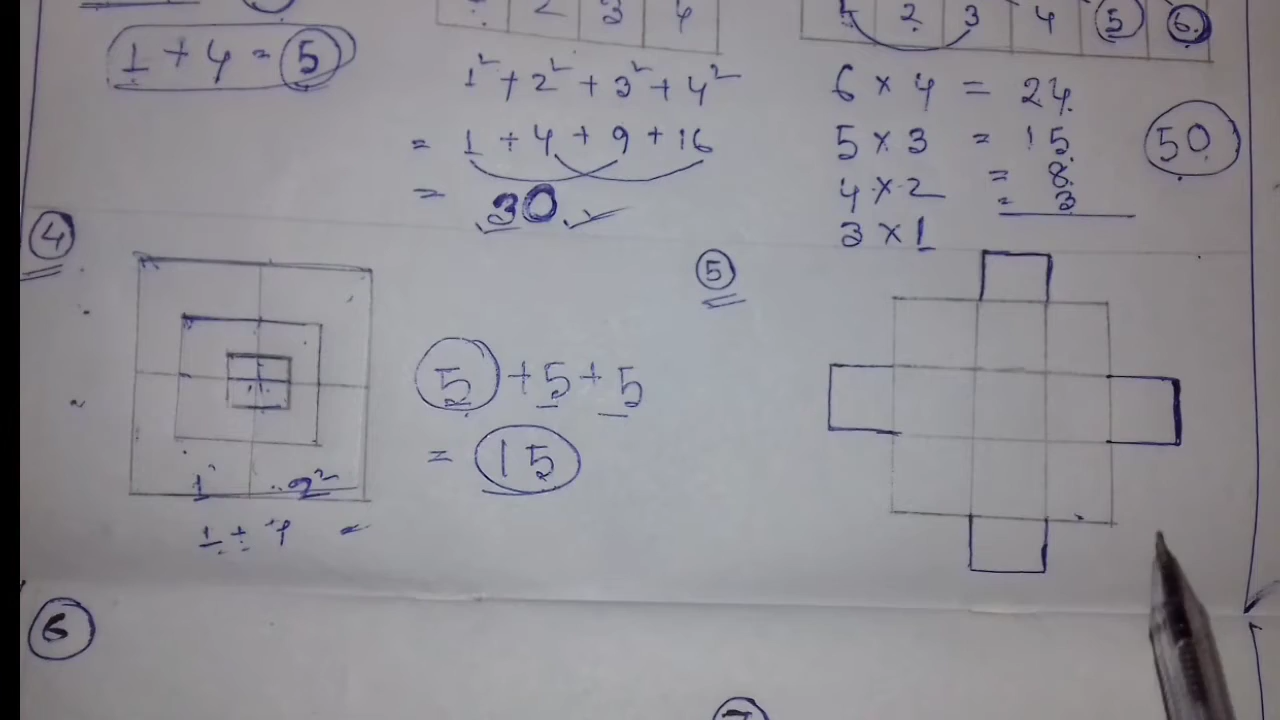 1 + 4 = 5
2 3 4
1² + 2² + 3² + 4²
= 1 + 4 + 9 + 16
= 30
1 2 3 4 5 6
6 × 4 = 24
5 × 3 = 15
4 × 2 = 8
3 × 1 = 3
50
4
5 + 5 + 5
= 15
1² 2²
1 + 4 =
5
6
7